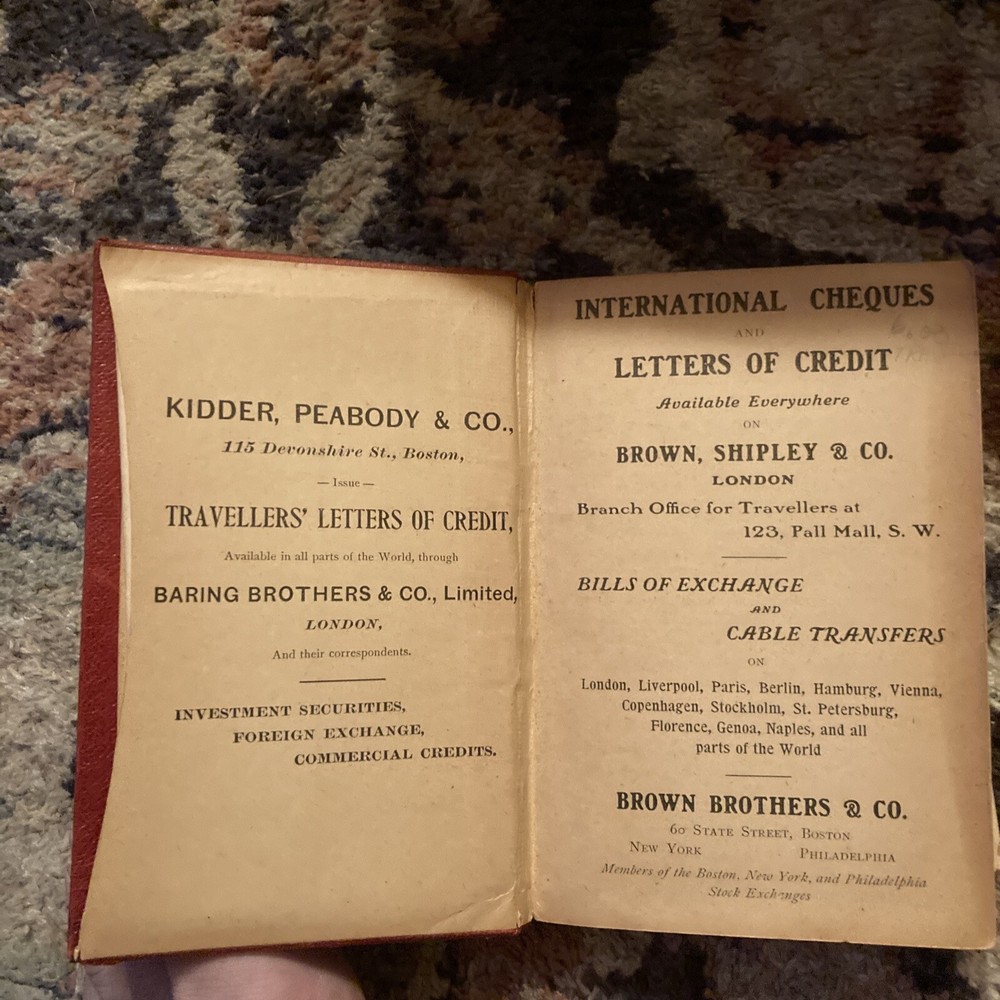 KIDDER, PEABODY & CO.,
115 Devonshire St., Boston,
— Issue —
TRAVELLERS' LETTERS OF CREDIT,
Available in all parts of the World, through
BARING BROTHERS & CO., Limited,
LONDON,
And their correspondents.
INVESTMENT SECURITIES,
FOREIGN EXCHANGE,
COMMERCIAL CREDITS.
INTERNATIONAL CHEQUES
AND
LETTERS OF CREDIT
Available Everywhere
ON
BROWN, SHIPLEY & CO.
LONDON
Branch Office for Travellers at
123, Pall Mall, S. W.
BILLS OF EXCHANGE
AND
CABLE TRANSFERS
ON
London, Liverpool, Paris, Berlin, Hamburg, Vienna,
Copenhagen, Stockholm, St. Petersburg,
Florence, Genoa, Naples, and all
parts of the World
BROWN BROTHERS & CO.
60 STATE STREET, BOSTON
NEW YORK PHILADELPHIA
Members of the Boston, New York, and Philadelphia
Stock Exchanges